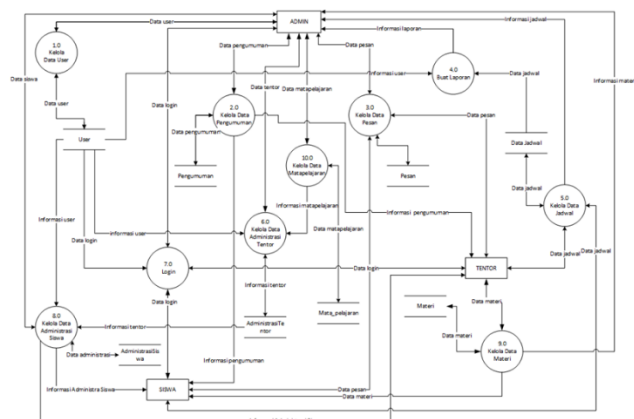 ADMIN
Data user
Informasi laporan
Informasi jadwal
1.0
Kelola
Data User
Data pengumuman
Data pesan
4.0
Buat Laporan
Data siswa
Data login
Data tentor
Data matapelajaran
Informasi user
Informasi materi
Data user
2.0
Kelola Data
Pengumuman
3.0
Kelola Data
Pesan
Data jadwal
User
Data pengumuman
Data pesan
Data Jadwal
Pengumuman
10.0
Kelola Data
Matapelajaran
Pesan
Data jadwal
5.0
Kelola Data
Jadwal
Informasi user
Data login
Informasi user
Informasi matapelajaran
Informasi pengumuman
6.0
Kelola Data
Administrasi
Tentor
Data matapelajaran
Data jadwal
Data jadwal
7.0
Login
Data login
TENTOR
Data login
Informasi tentor
Data materi
8.0
Kelola Data
Administrasi
Siswa
Informasi tentor
AdministrasiTe
ntor
Mata_pelajaran
Materi
Data materi
9.0
Kelola Data
Materi
Data administrasi
AdministrasiSis
wa
Informasi pengumuman
Informasi Administra Siswa
SISWA
Data pesan
Data materi